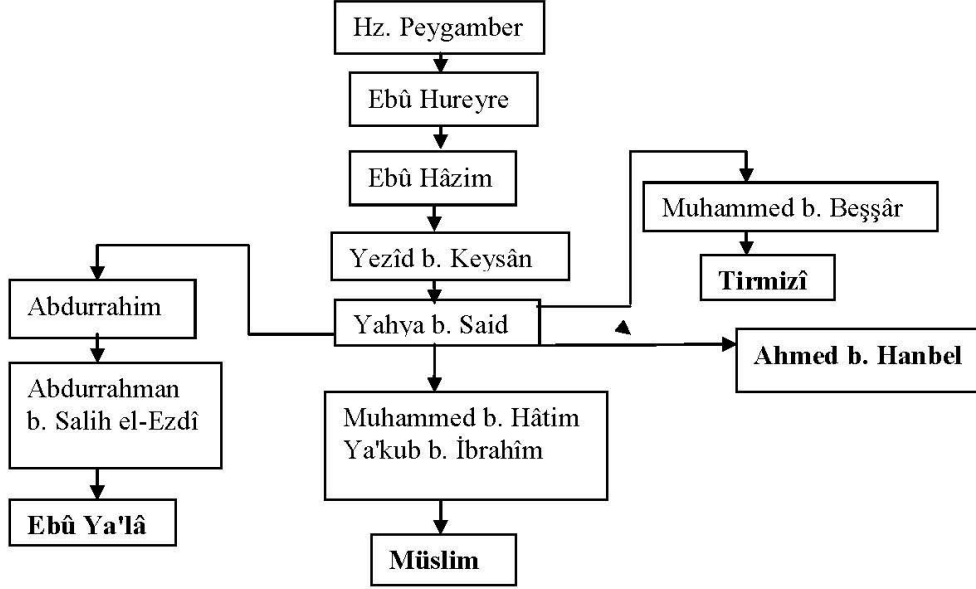 Hz. Peygamber
Ebû Hureyre
Ebû Hâzim
Muhammed b. Beşşâr
Yezîd b. Keysân
Tirmizî
Abdurrahim
Yahya b. Said
Ahmed b. Hanbel
Abdurrahman
b. Salih el-Ezdî
Muhammed b. Hâtim
Ya'kub b. İbrahîm
Ebû Ya'lâ
Müslim